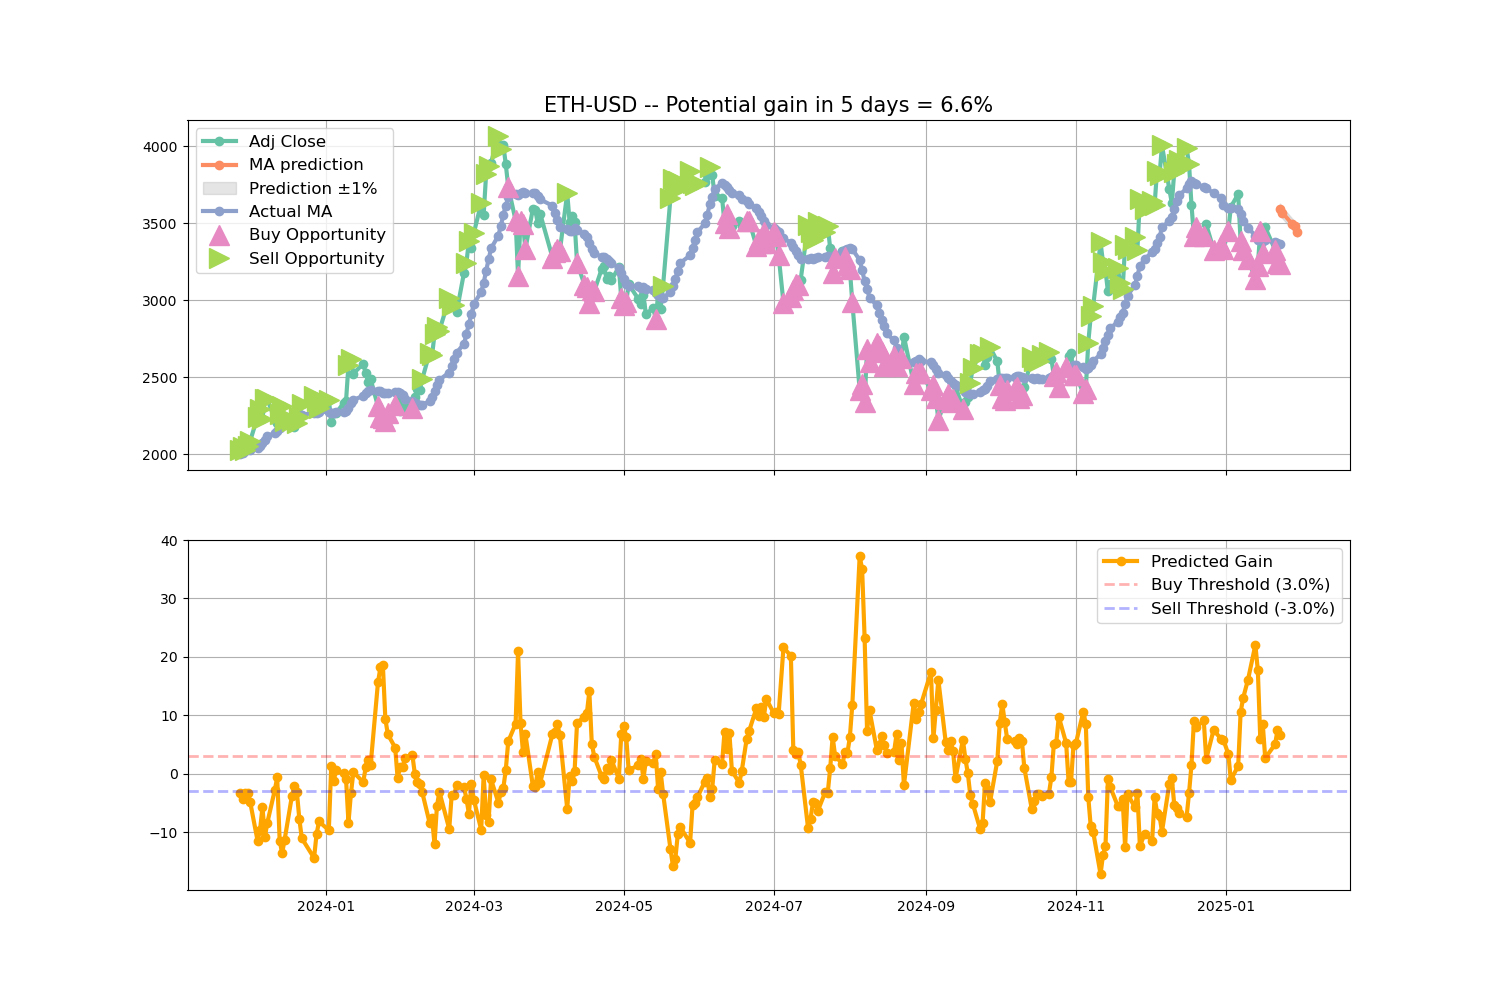 ETH-USD -- Potential gain in 5 days = 6.6%
Adj Close
MA prediction
Prediction ±1%
Actual MA
Buy Opportunity
Sell Opportunity
4000
3500
3000
2500
2000
40
30
20
10
0
−10
Predicted Gain
Buy Threshold (3.0%)
Sell Threshold (-3.0%)
2024-01
2024-03
2024-05
2024-07
2024-09
2024-11
2025-01